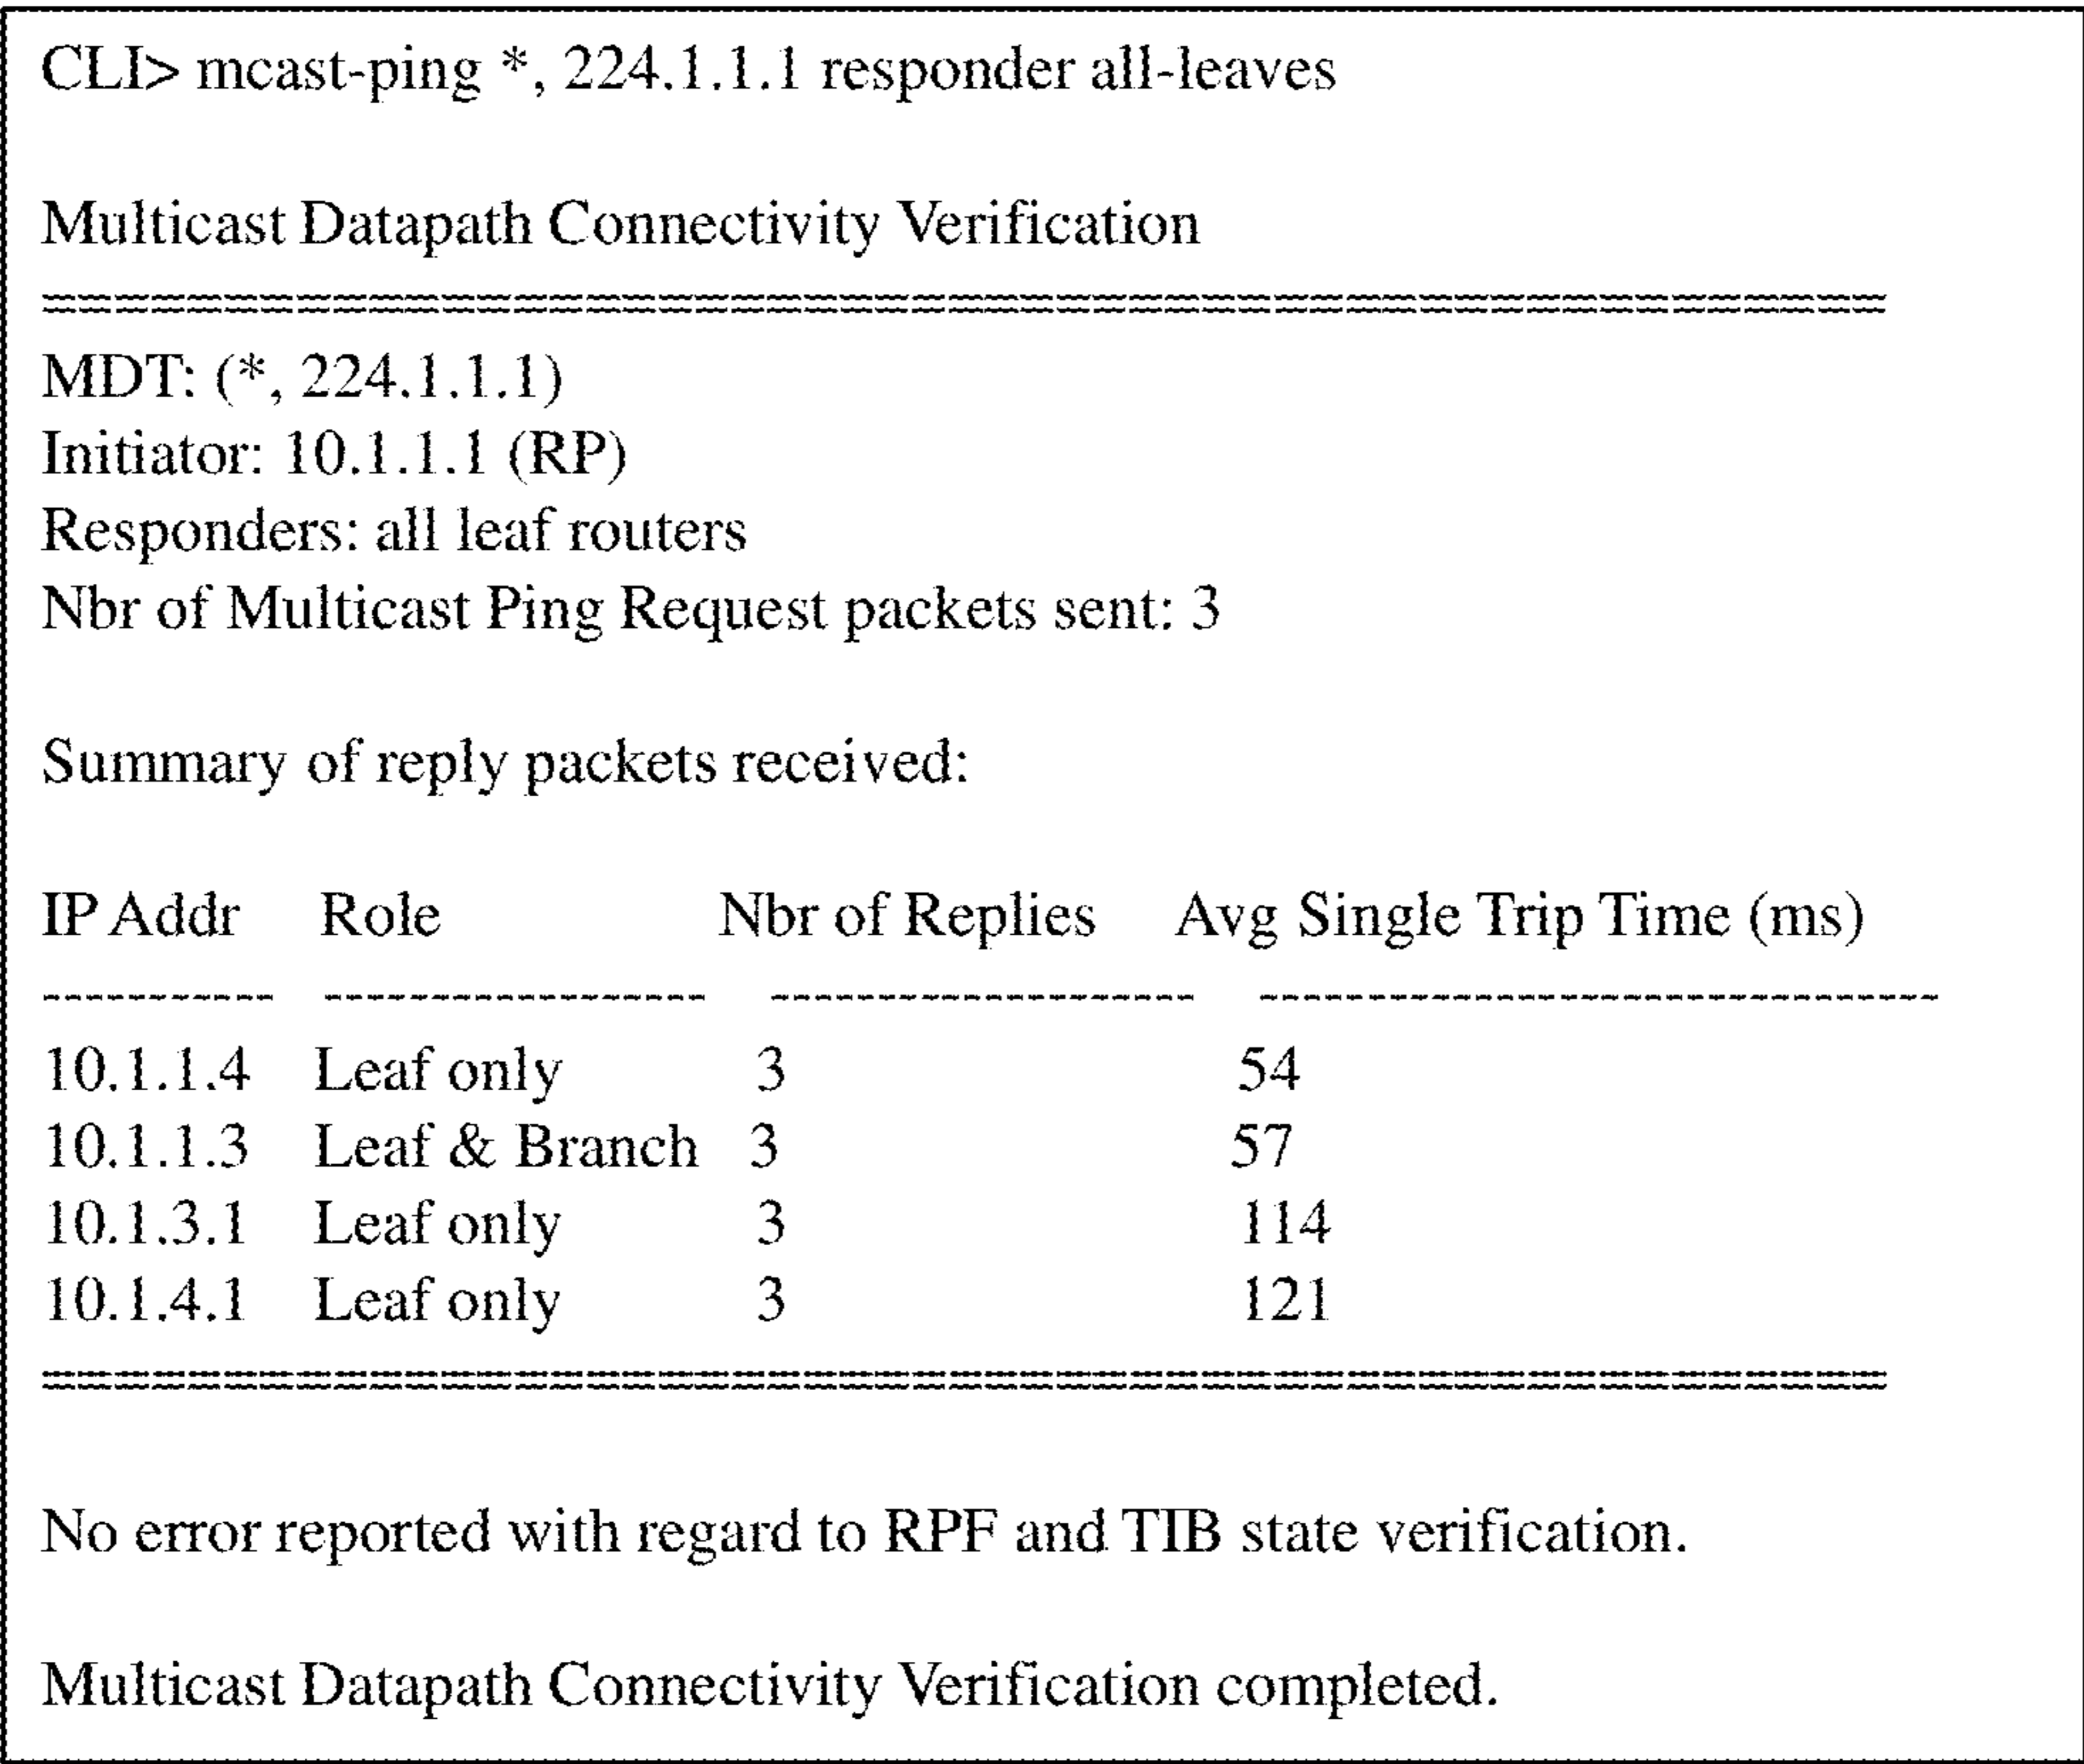 CLI> mcast-ping *, 224.1.1.1 responder all-leaves
Multicast Datapath Connectivity Verification
===================================================
MDT: (*, 224.1.1.1)
Initiator: 10.1.1.1 (RP)
Responders: all leaf routers
Nbr of Multicast Ping Request packets sent: 3
Summary of reply packets received:
IP Addr Role Nbr of Replies Avg Single Trip Time (ms)
----------- ------------------- -------------------- --------------------------------
10.1.1.4 Leaf only 3 54
10.1.1.3 Leaf & Branch 3 57
10.1.3.1 Leaf only 3 114
10.1.4.1 Leaf only 3 121
===================================================
No error reported with regard to RPF and TIB state verification.
Multicast Datapath Connectivity Verification completed.